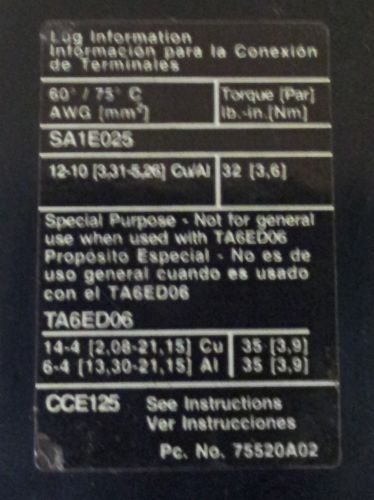 Lug Information
Información para la Conexión
de Terminales
60° / 75° C
AWG [mm²]
Torque [Par]
lb.-in.[Nm]
SA1E025
12-10 [3,31-5,26] Cu/Al
32 [3,6]
Special Purpose - Not for general
use when used with TA6ED06
Proposito Especial - No es de
uso general cuando es usado
con el TA6ED06
TA6ED06
14-4 [2,08-21,15] Cu
35 [3,9]
6-4 [13,30-21,15] Al
35 [3,9]
CCE125
See Instructions
Ver Instrucciones
Pc. No. 75520A02